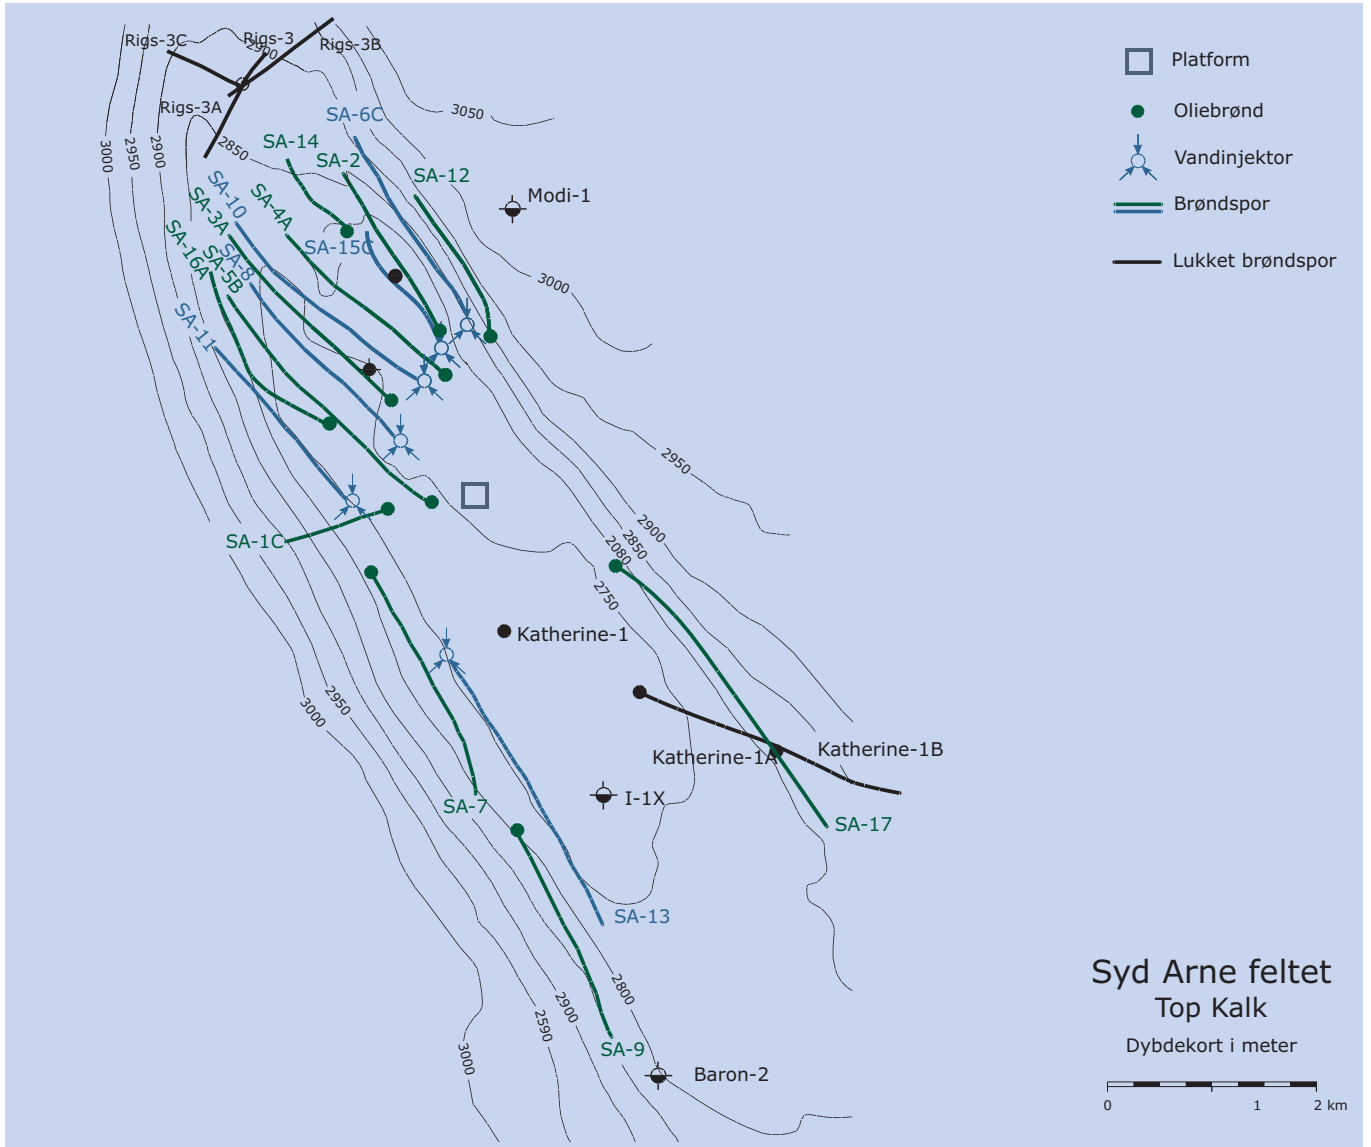 Rigs-3C
Rigs-3
Rigs-3B
2900
Rigs-3A
3050
SA-6C
2850
SA-14
SA-2
SA-12
3000
2950
2900
Modi-1
SA-10
SA-3A
SA-4A
SA-15C
SA-16A
SA-5B
SA-8
3000
SA-11
2950
2900
2850
2080
SA-1C
2750
Katherine-1
2950
3000
Katherine-1A
Katherine-1B
I-1X
SA-7
SA-17
SA-13
2800
2900
2590
3000
SA-9
Baron-2
Platform
Oliebrønd
Vandinjektor
Brøndspor
Lukket brøndspor
Syd Arne feltet
Top Kalk
Dybdekort i meter
0 1 2 km